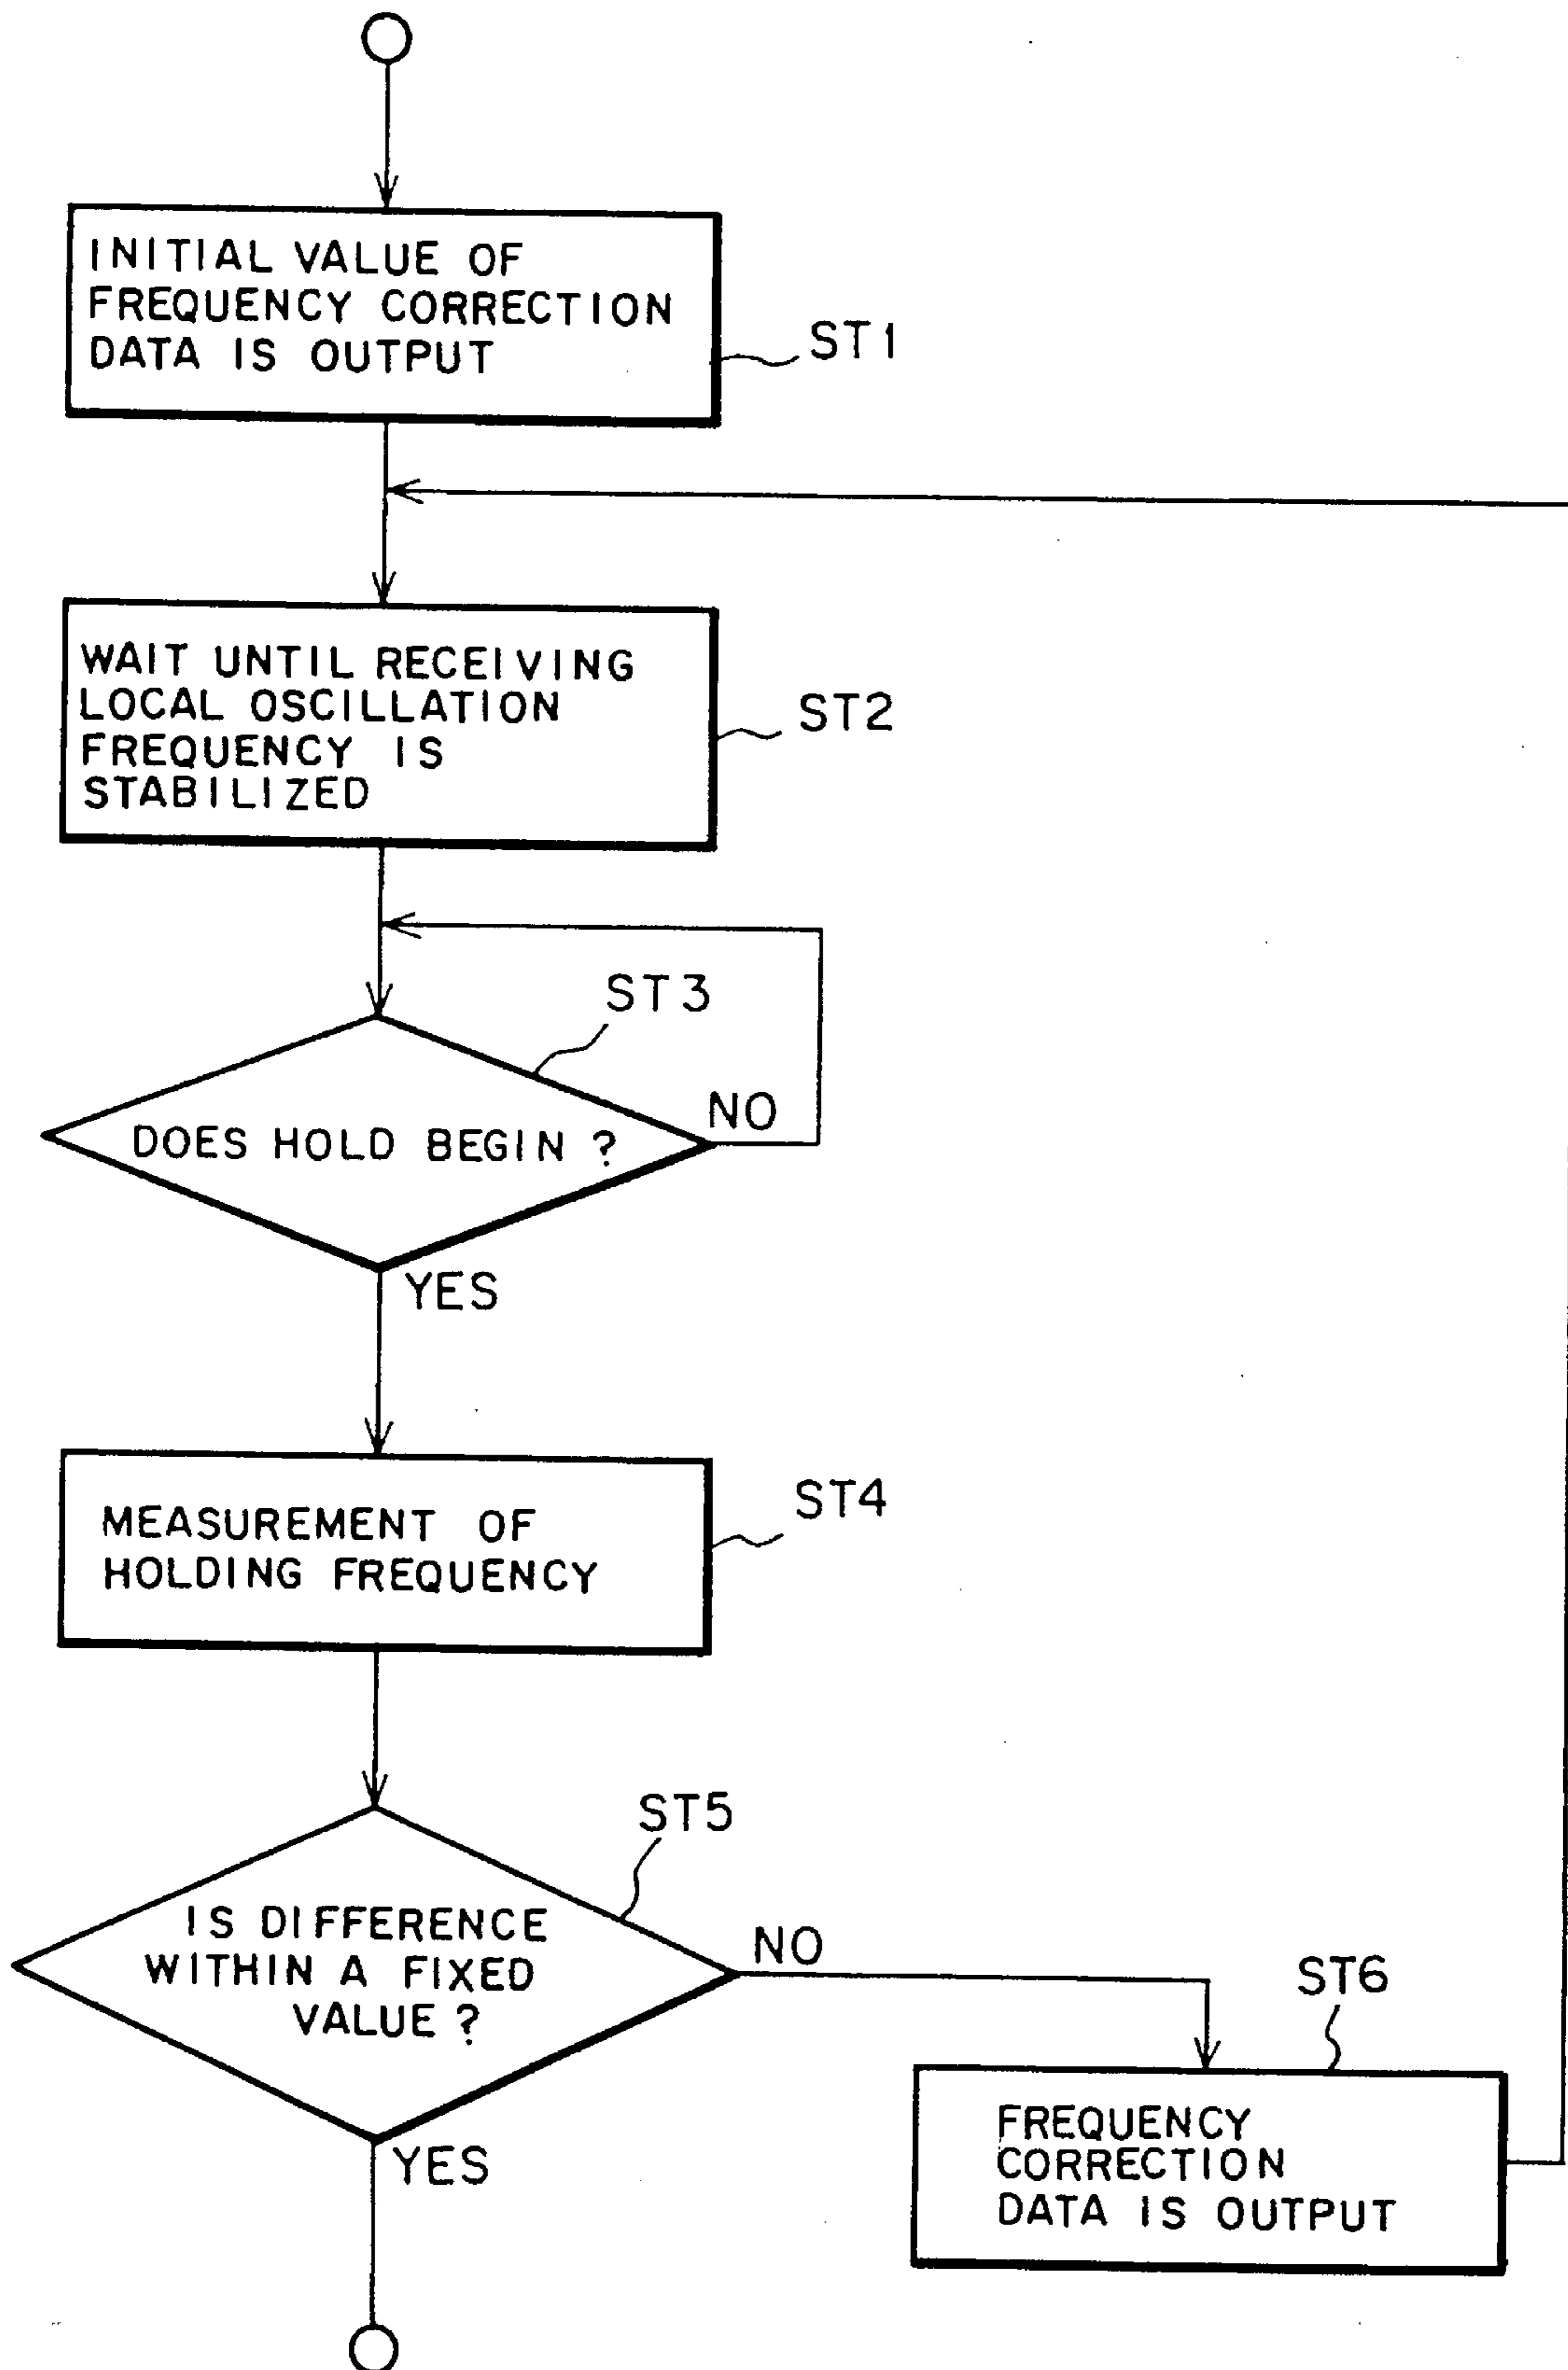 INITIAL VALUE OF
FREQUENCY CORRECTION
DATA IS OUTPUT
ST1
WAIT UNTIL RECEIVING
LOCAL OSCILLATION
FREQUENCY IS
STABILIZED
ST2
ST3
DOES HOLD BEGIN ?
NO
YES
MEASUREMENT OF
HOLDING FREQUENCY
ST4
ST5
IS DIFFERENCE
WITHIN A FIXED
VALUE ?
NO
YES
ST6
FREQUENCY
CORRECTION
DATA IS OUTPUT